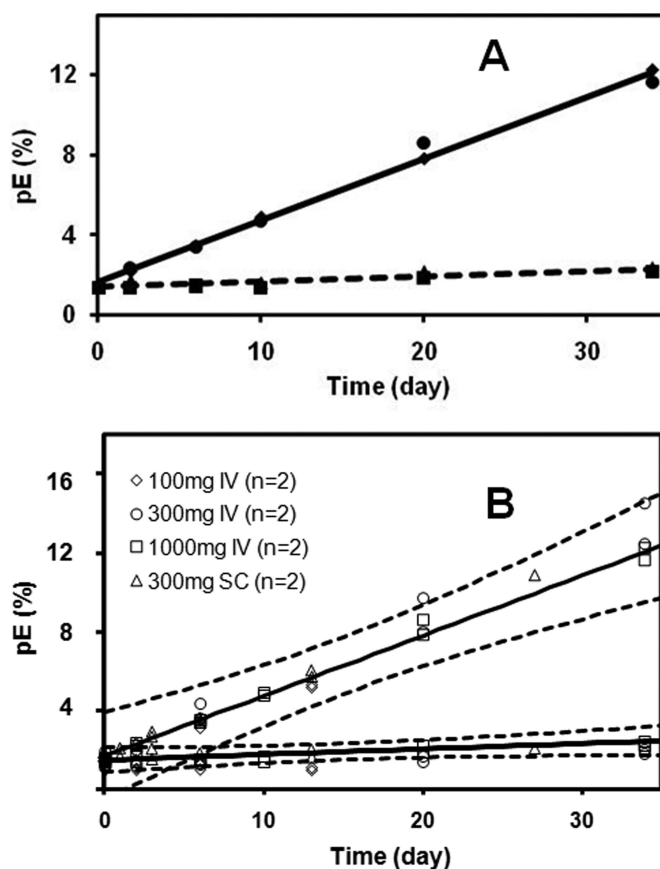 A
12
8
4
0
pE (%)
0 10 20 30
Time (day)
B
16
12
8
4
pE (%)
100mg IV (n=2)
300mg IV (n=2)
1000mg IV (n=2)
300mg SC (n=2)
0 10 20 30
Time (day)